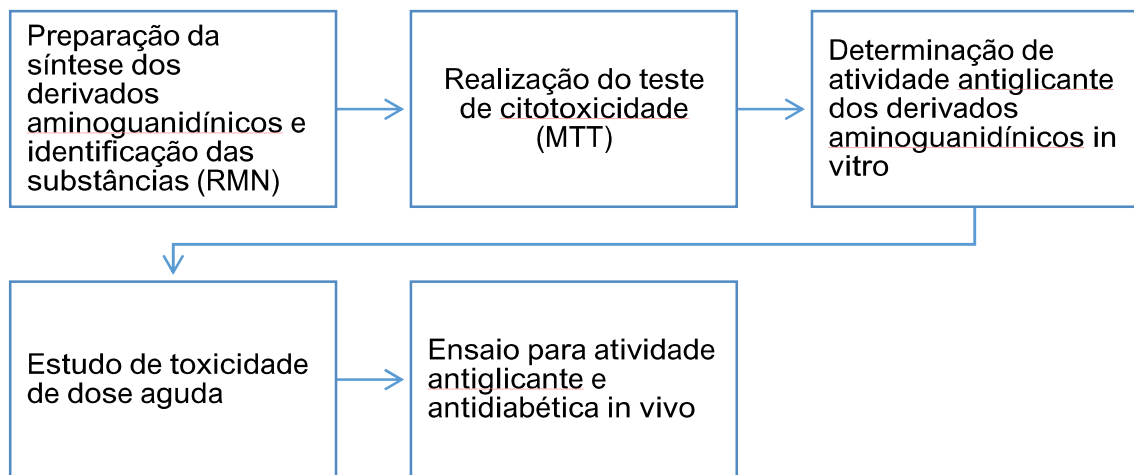 Preparação da
síntese dos
derivados
aminoguanidínicos e
identificação das
substâncias (RMN)
Realização do teste
de citotoxicidade
(MTT)
Determinação de
atividade antiglicante
dos derivados
aminoguanidínicos in
vitro
Estudo de toxicidade
de dose aguda
Ensaio para atividade
antiglicante e
antidiabética in vivo